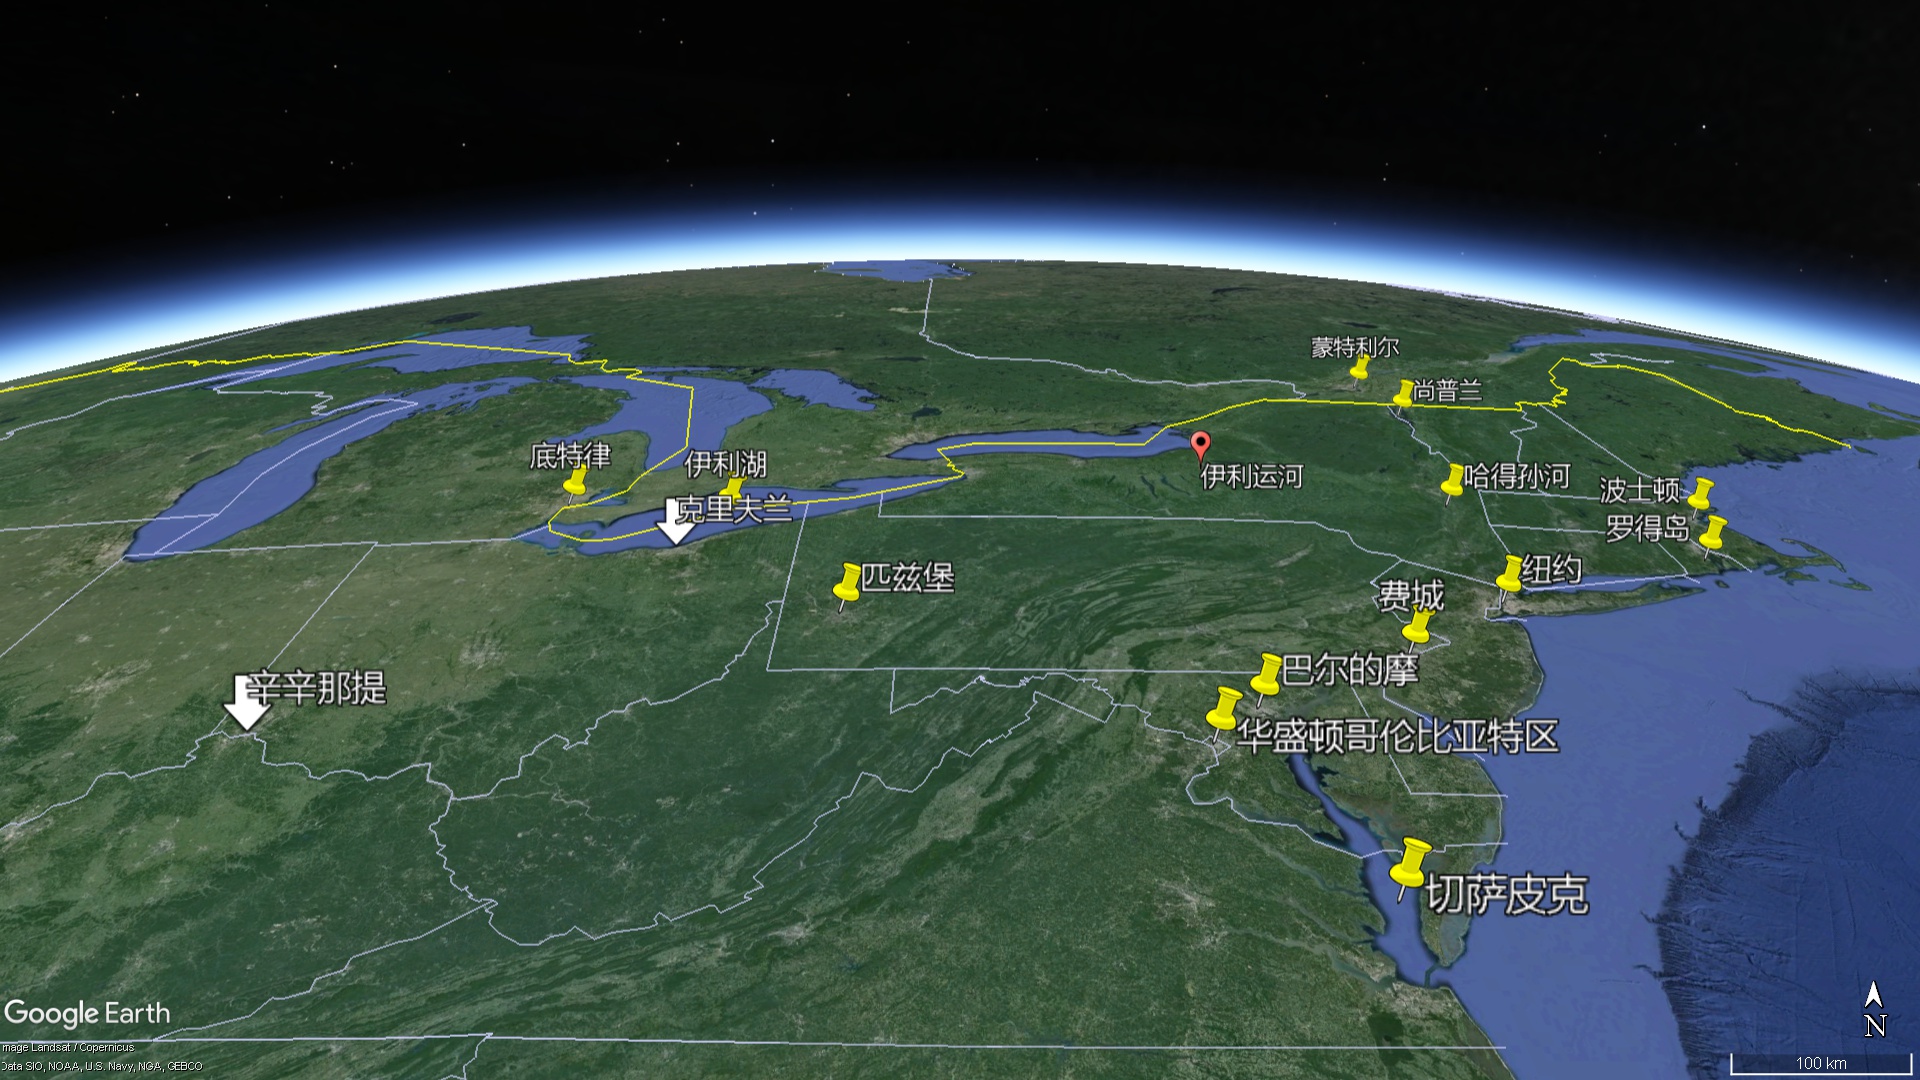 蒙特利尔
尚普兰
底特律
伊利湖
伊利运河
哈得孙河
波士顿
克里夫兰
罗得岛
匹兹堡
纽约
费城
辛辛那提
巴尔的摩
华盛顿哥伦比亚特区
切萨皮克
Google Earth
N
mage Landsat / Copernicus
Data SIO, NOAA, U.S. Navy, NGA, GEBCO
100 km